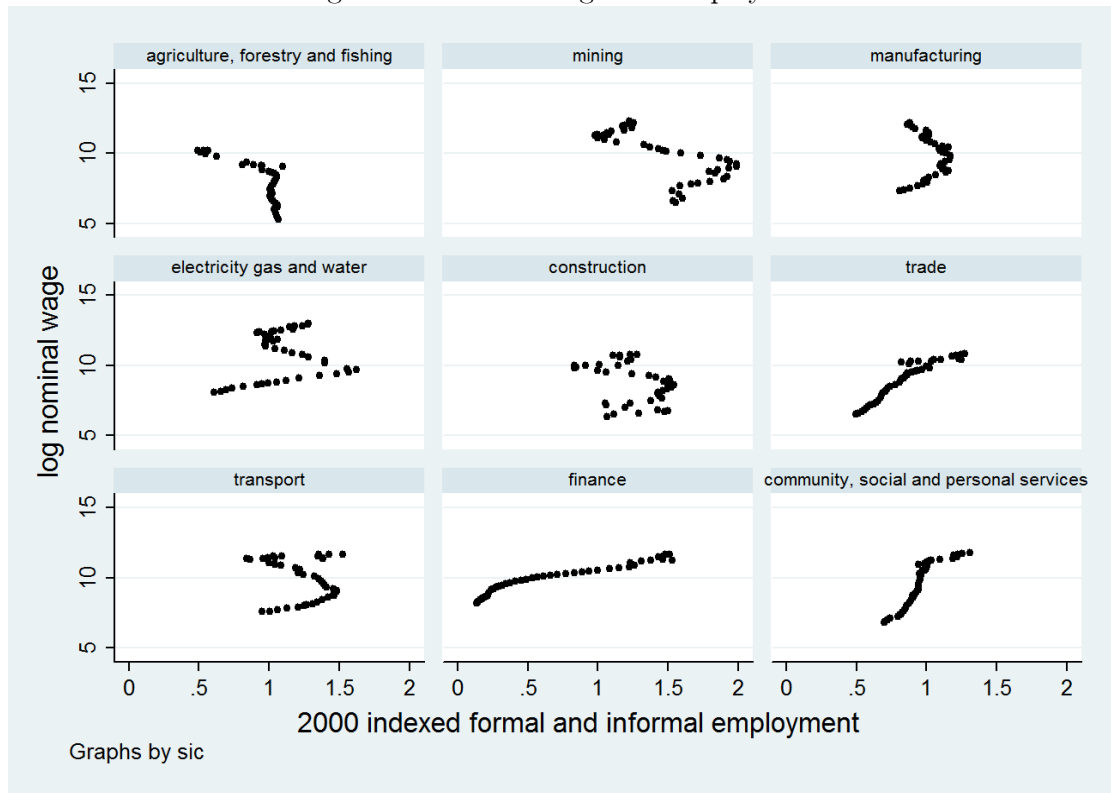 agriculture, forestry and fishing
mining
manufacturing
15
10
5
electricity gas and water
construction
trade
15
10
5
log nominal wage
transport
finance
community, social and personal services
15
10
5
0 .5 1 1.5 2
0 .5 1 1.5 2
0 .5 1 1.5 2
2000 indexed formal and informal employment
Graphs by sic